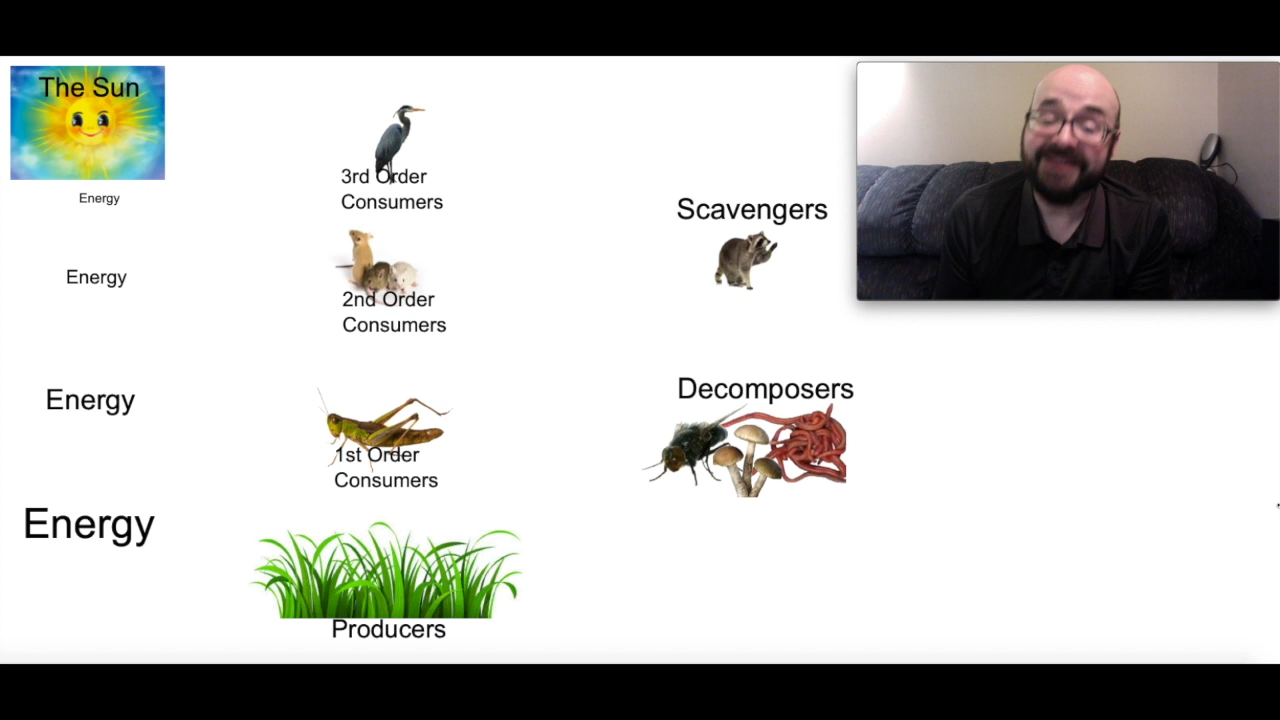 The Sun
Energy
Energy
Energy
Energy
3rd Order
Consumers
2nd Order
Consumers
1st Order
Consumers
Producers
Scavengers
Decomposers